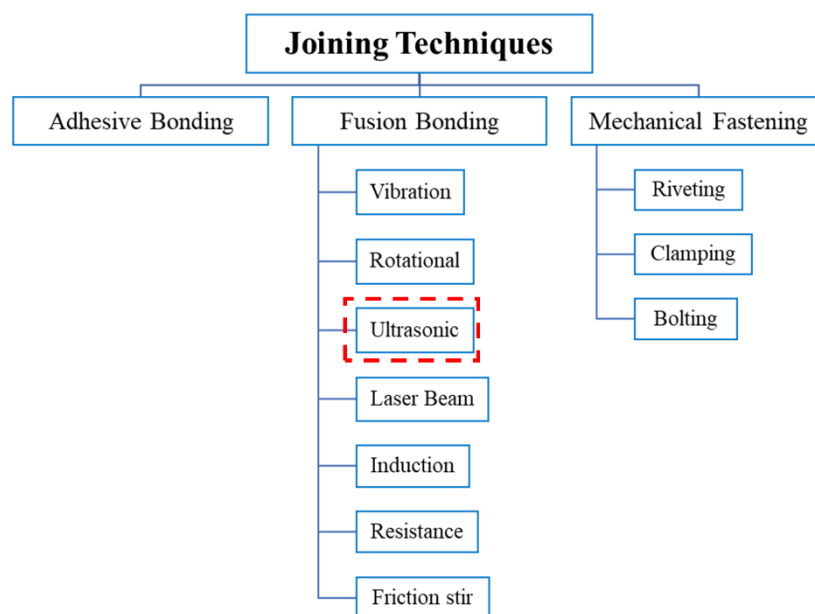 Joining Techniques
Adhesive Bonding
Fusion Bonding
Mechanical Fastening
Vibration
Rotational
Ultrasonic
Laser Beam
Induction
Resistance
Friction stir
Riveting
Clamping
Bolting